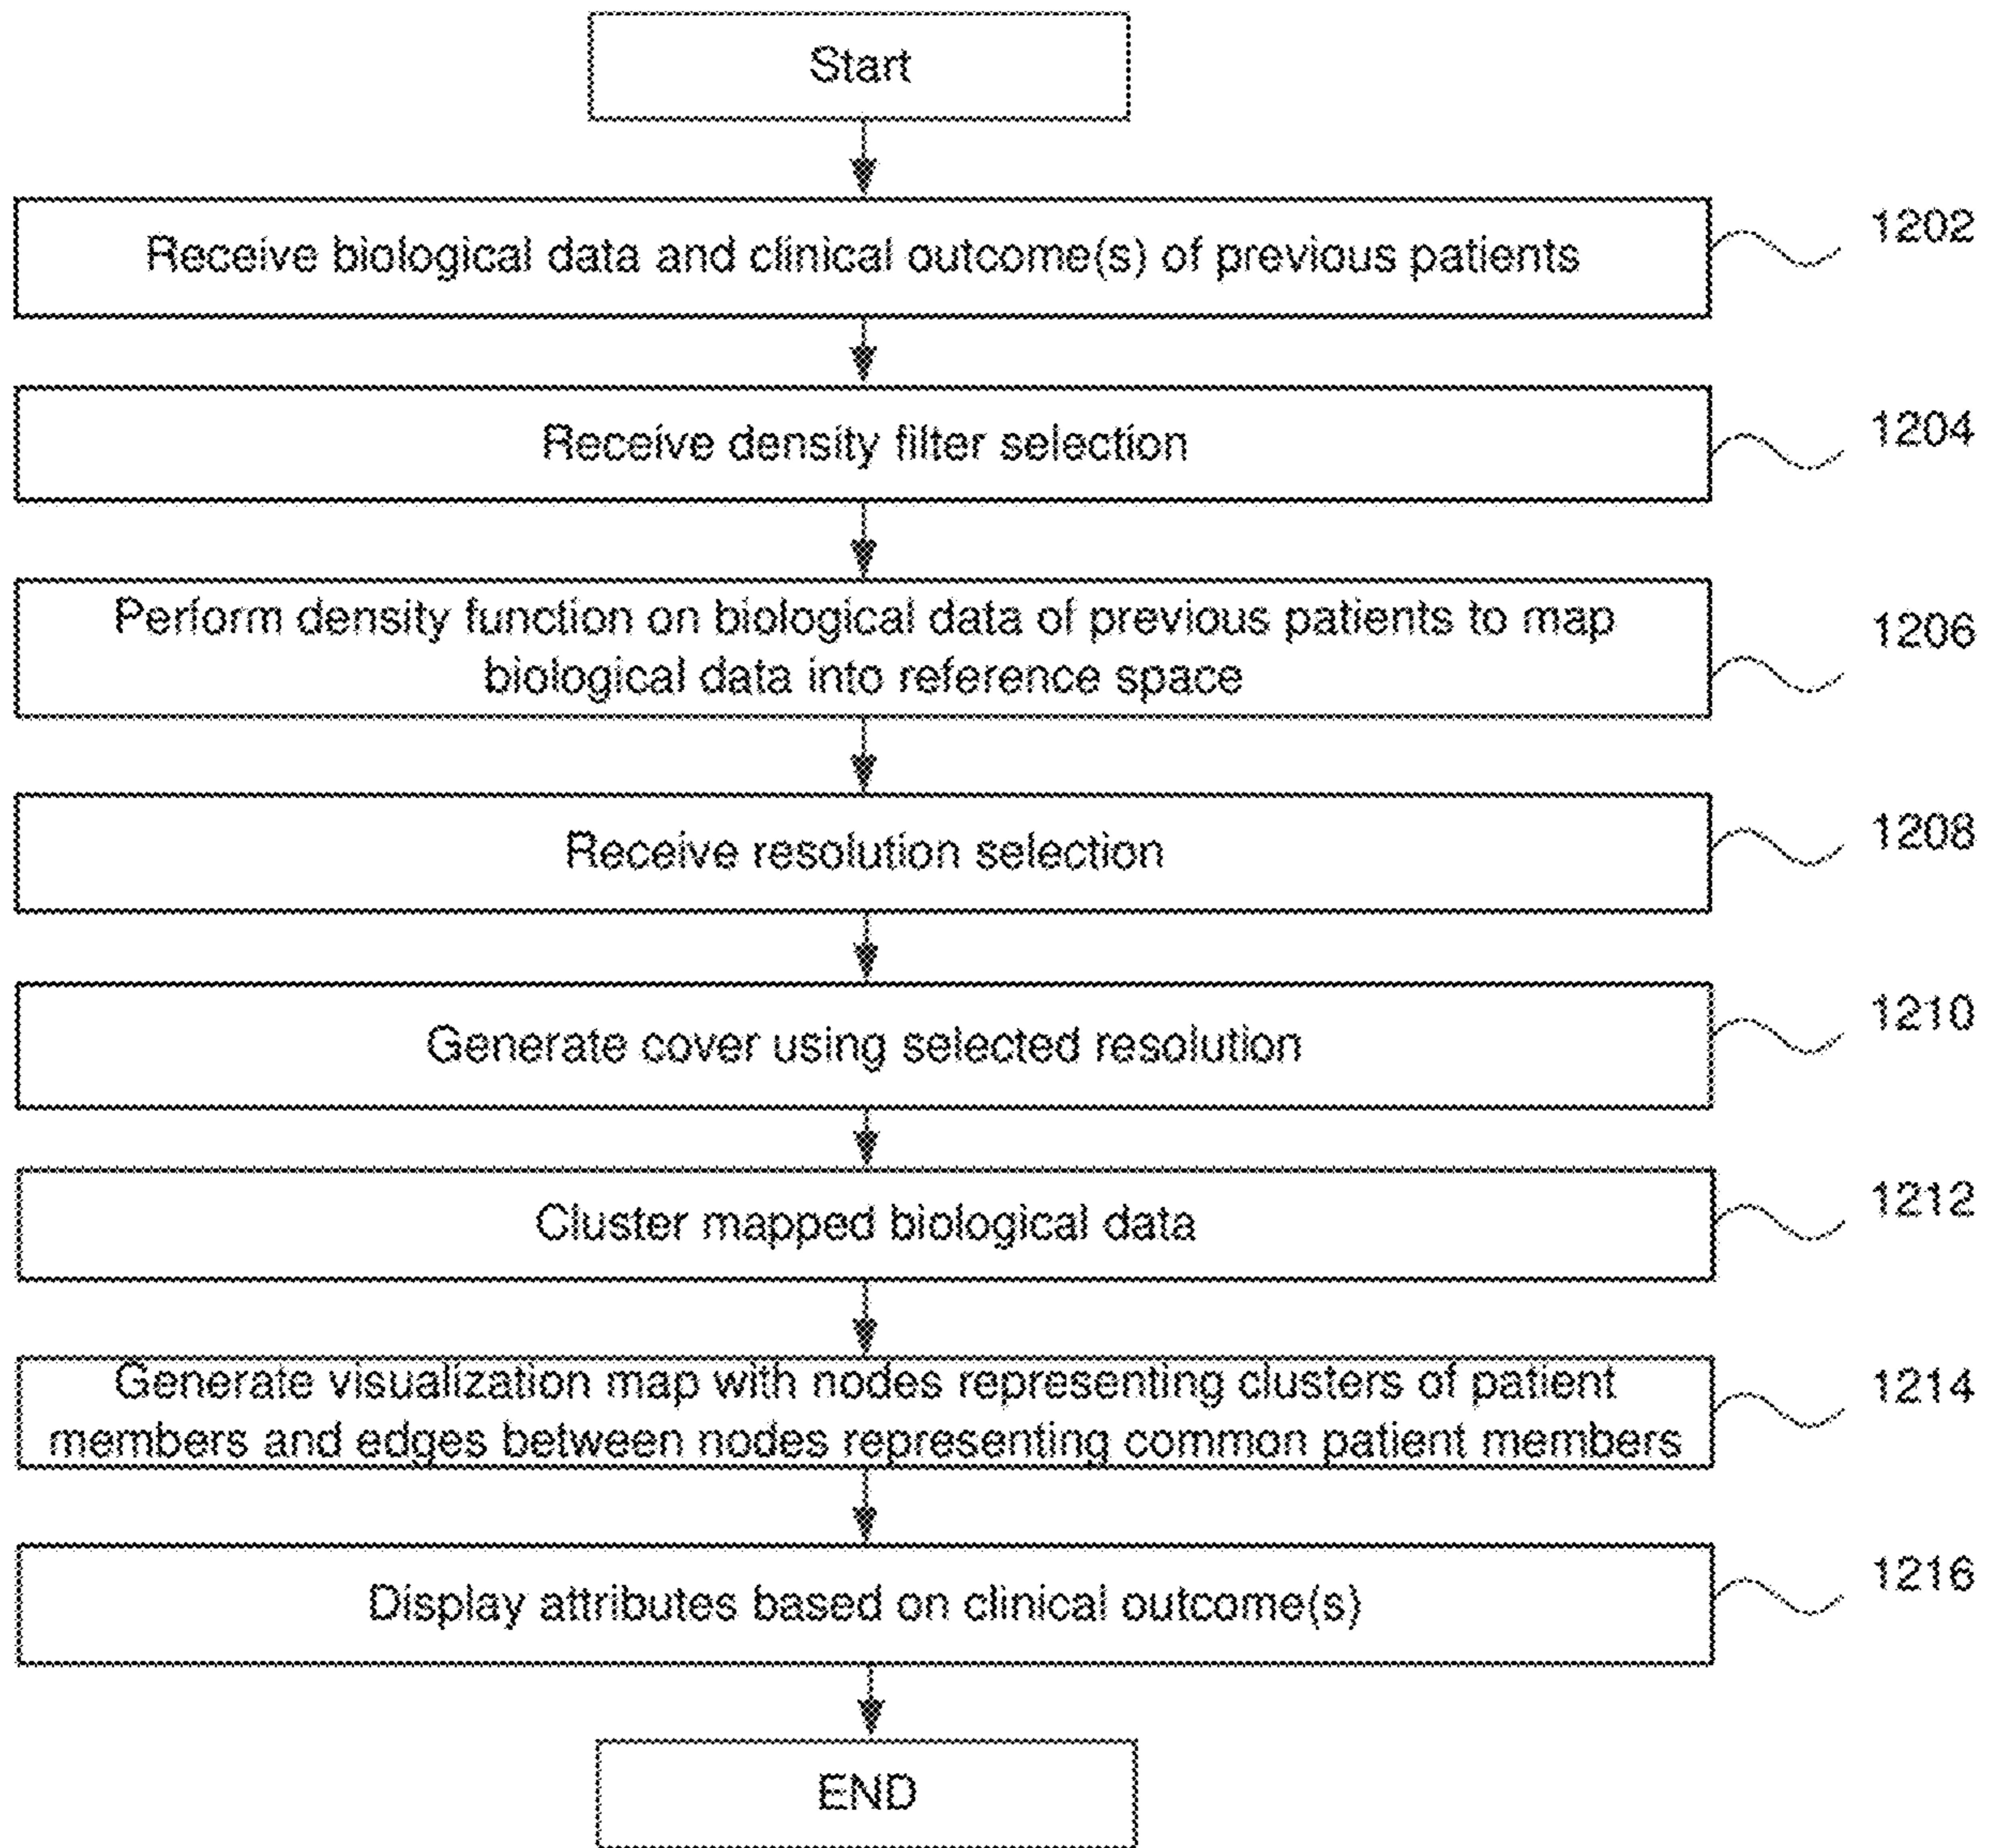 Start
Receive biological data and clinical outcome(s) of previous patients
1202
Receive density filter selection
1204
Perform density function on biological data of previous patients to map
biological data into reference space
1206
Receive resolution selection
1208
Generate cover using selected resolution
1210
Cluster mapped biological data
1212
Generate visualization map with nodes representing clusters of patient
members and edges between nodes representing common patient members
1214
Display attributes based on clinical outcome(s)
1216
END